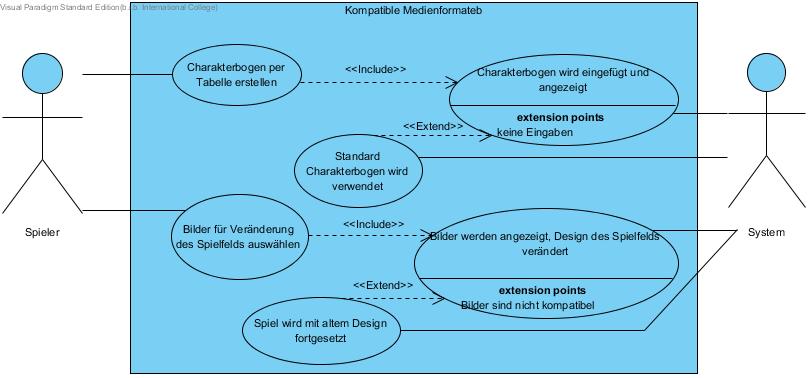 Visual Paradigm Standard Edition(b.i.b. International College)
Kompatible Medienformateb
Charakterbogen per
Tabelle erstellen
<<Include>>
Charakterbogen wird eingefügt und
angezeigt
extension points
keine Eingaben
<<Extend>>
Standard
Charakterbogen wird
verwendet
Spieler
System
Bilder für Veränderung
des Spielfelds auswählen
<<Include>>
Bilder werden angezeigt, Design des Spielfelds
verändert
extension points
Bilder sind nicht kompatibel
<<Extend>>
Spiel wird mit altem Design
fortgesetzt